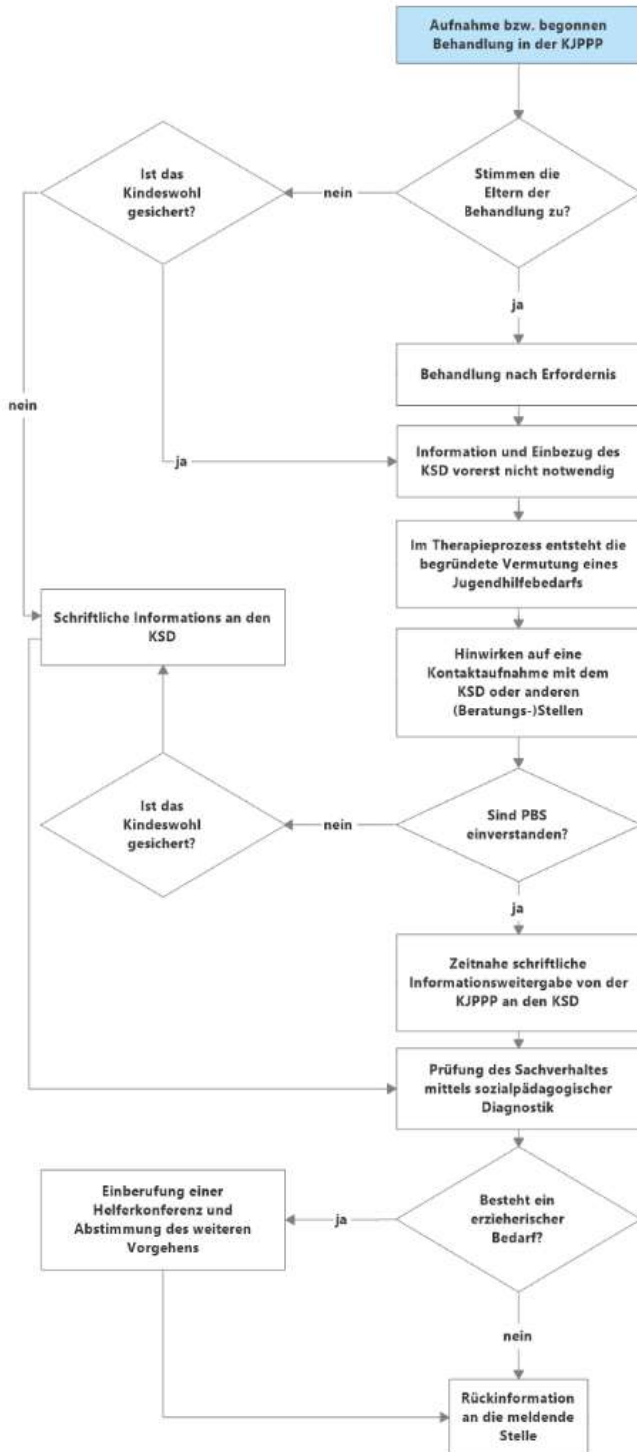 Aufnahme bzw. begonnen
Behandlung in der KJPPP
Ist das
Kindeswohl
gesichert?
nein
Stimmen die
Eltern der
Behandlung zu?
ja
Behandlung nach Erfordernis
nein
ja
Information und Einbezug des
KSD vorerst nicht notwendig
Im Therapieprozess entsteht die
begründete Vermutung eines
Jugendhilfebedarfs
Schriftliche Informations an den
KSD
Hinwirken auf eine
Kontaktaufnahme mit dem
KSD oder anderen
(Beratungs-)Stellen
Ist das
Kindeswohl
gesichert?
nein
Sind PBS
einverstanden?
ja
Zeitnahe schriftliche
Informationsweitergabe von der
KJPPP an den KSD
Prüfung des Sachverhaltes
mittels sozialpädagogischer
Diagnostik
Einberufung einer
Helferkonferenz und
Abstimmung des weiteren
Vorgehens
ja
Besteht ein
erzieherischer
Bedarf?
nein
Rückinformation
an die meldende
Stelle